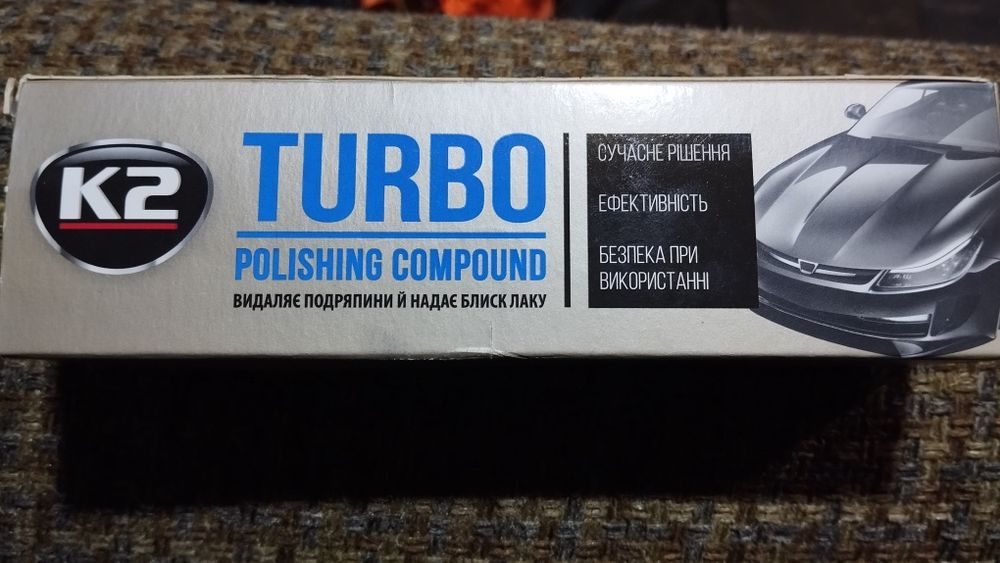 K2
TURBO
POLISHING COMPOUND
ВИДАЛЯЄ ПОДРЯПИНИ Й НАДАЄ БЛИСК ЛАКУ
СУЧАСНЕ РІШЕННЯ
ЕФЕКТИВНІСТЬ
БЕЗПЕКА ПРИ
ВИКОРИСТАННІ